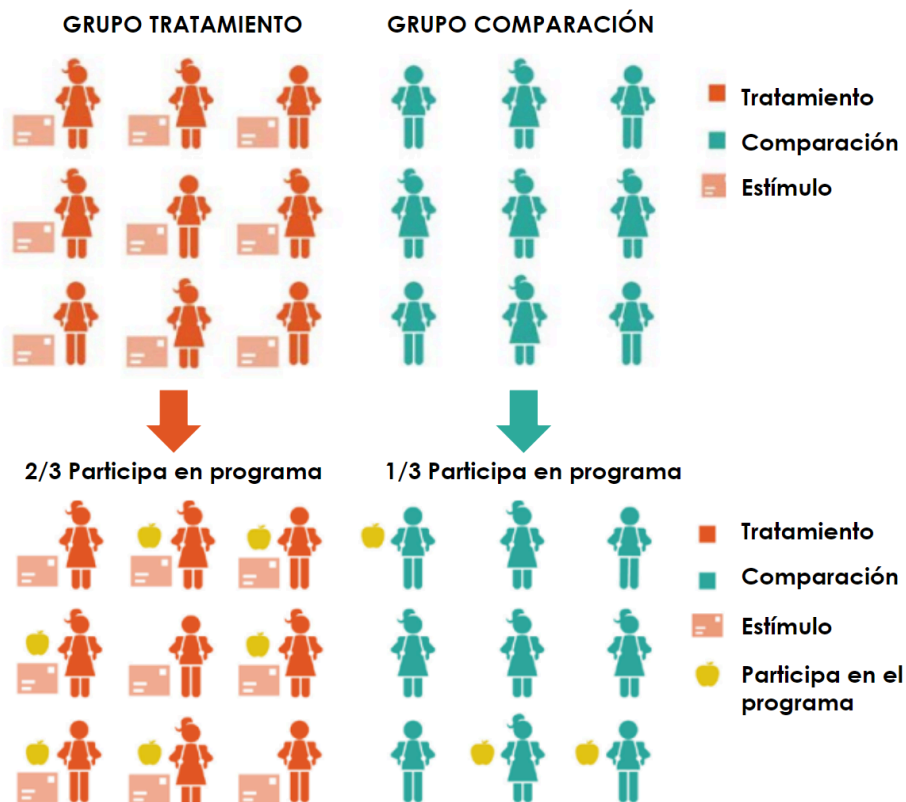 GRUPO TRATAMIENTO
GRUPO COMPARACIÓN
Tratamiento
Comparación
Estímulo
2/3 Participa en programa
1/3 Participa en programa
Tratamiento
Comparación
Estímulo
Participa en el
programa